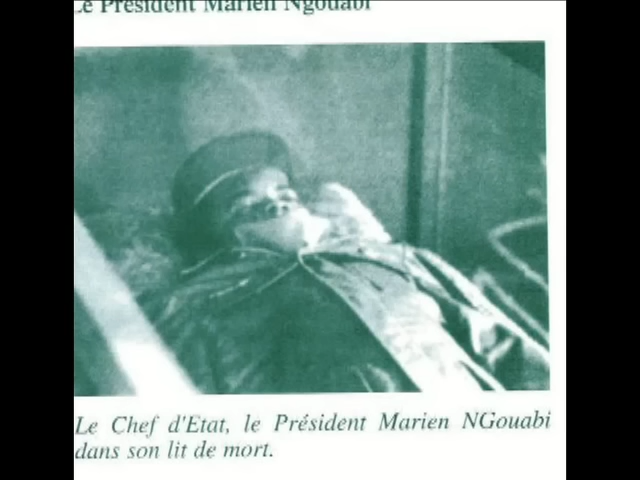 Le Président Marien Ngouabi
Le Chef d'Etat, le Président Marien NGouabi
dans son lit de mort.